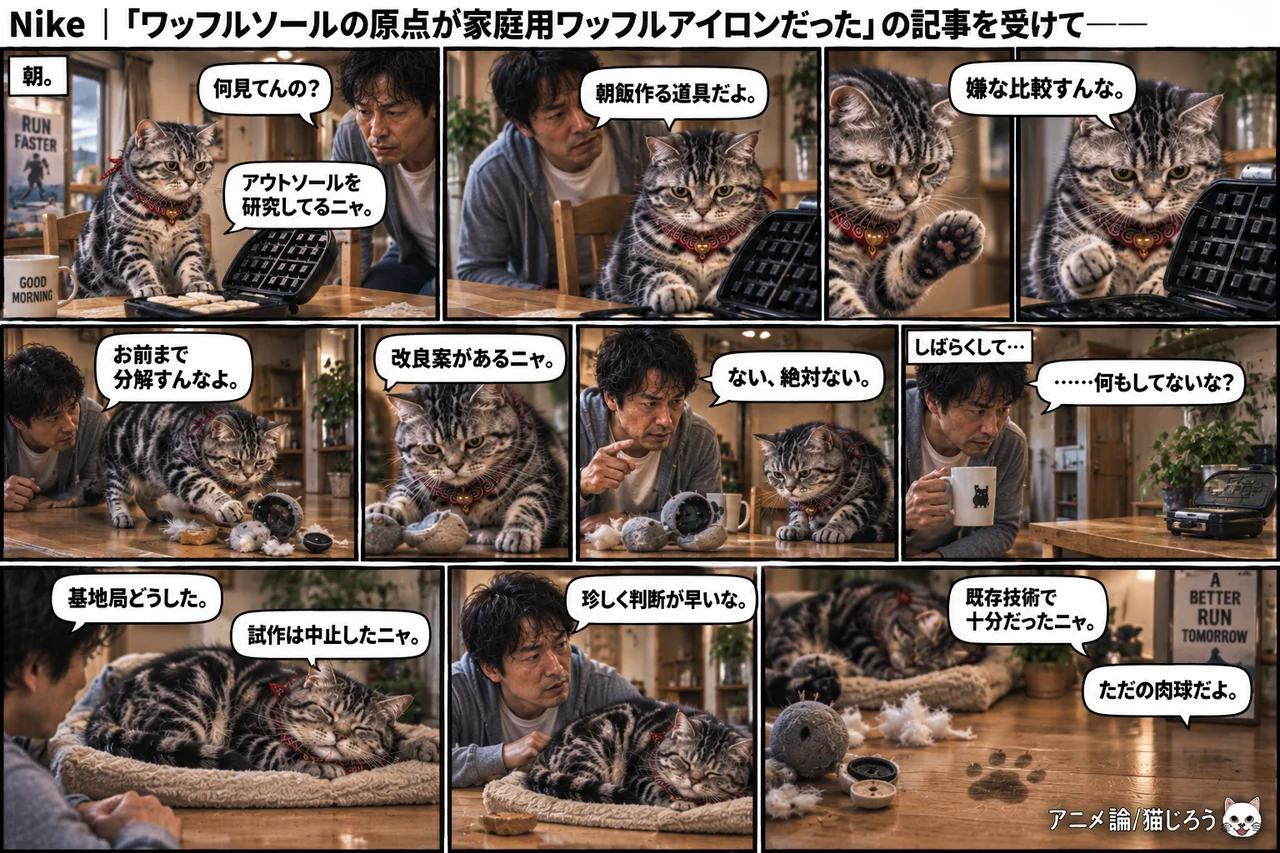 Nike｜「ワッフルソールの原点が家庭用ワッフルアイロンだった」の記事を受けて――
朝。
何見てんの？
RUN
FASTER
アウトソールを
研究してるニャ。
GOOD
MORNING
朝飯作る道具だよ。
嫌な比較すんな。
お前まで
分解すんなよ。
改良案があるニャ。
ない、絶対ない。
しばらくして…
……何もしてないな？
基地局どうした。
試作は中止したニャ。
珍しく判断が早いな。
既存技術で
十分だったニャ。
A
BETTER
RUN
TOMORROW
ただの肉球だよ。
アニメ論/猫じろう